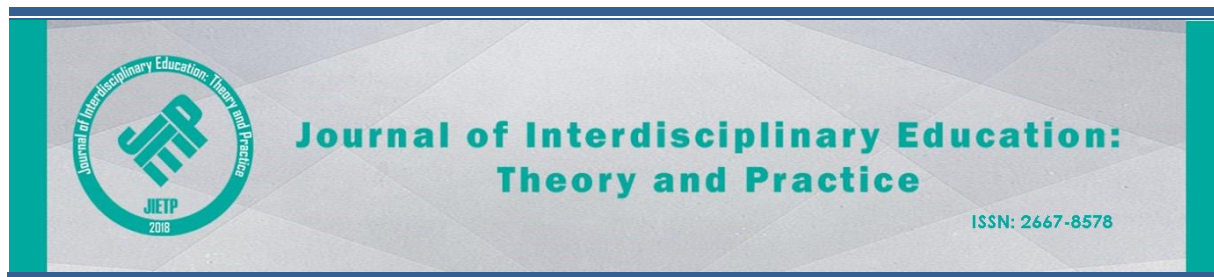 Journal of Interdisciplinary Education: Theory and Practice
JIETP
2018
Journal of Interdisciplinary Education:
Theory and Practice
ISSN: 2667-8578